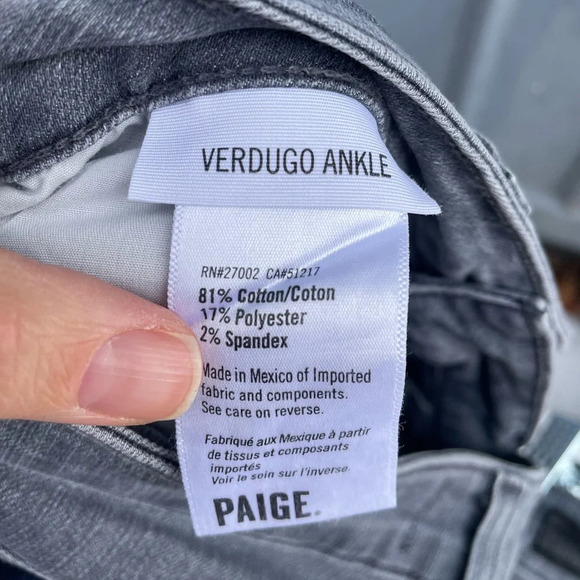 VERDUGO ANKLE
RN#27002 CA#51217
81% Cotton/Coton
17% Polyester
2% Spandex
Made in Mexico of Imported
fabric and components.
See care on reverse.
Fabriqué aux Mexique à partir
de tissus et composants
importés
Voir le soin sur l'inverse.
PAIGE.